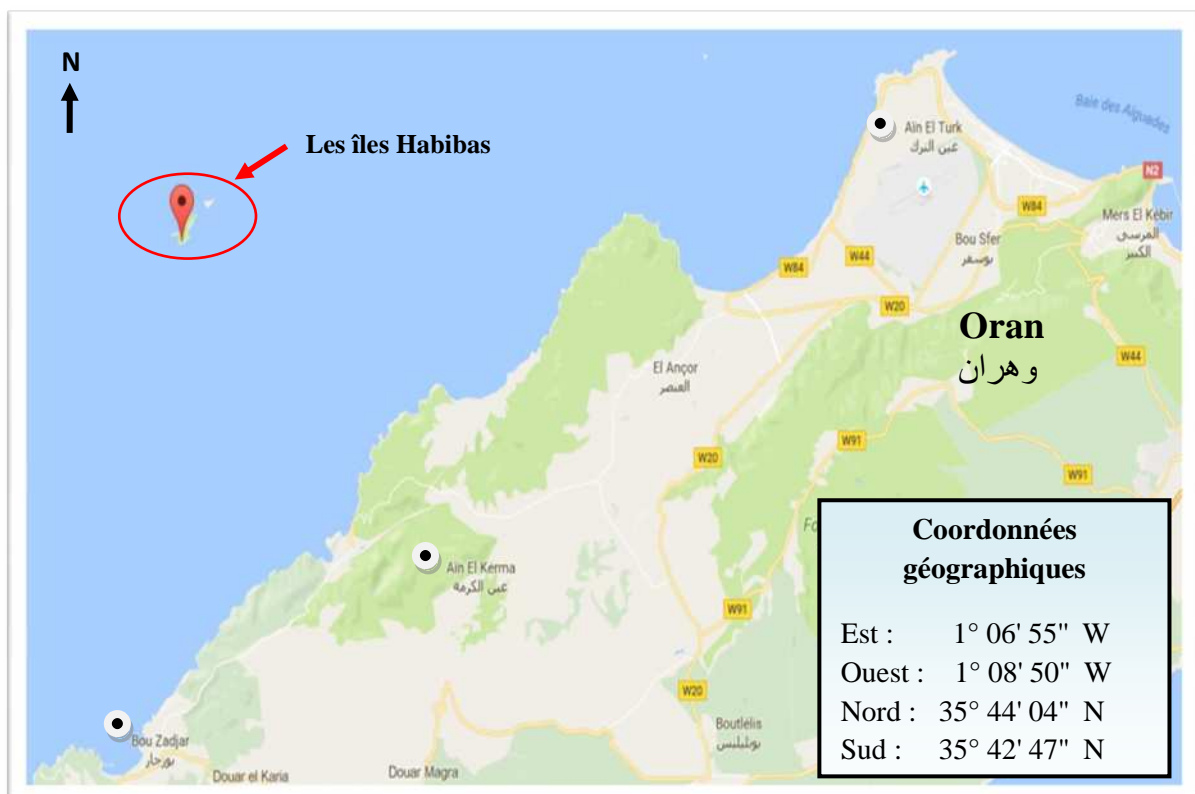 N
Les îles Habibas
Baie des Aiguades
Aïn El Turk
عين الترك
N2
W84
Mers El Kébir
المرسى
الكبير
Bou Sfer
بوسفر
W84
W44
W20
Oran
وهران
W44
El Ançor
العنصر
W91
W20
W91
Aïn El Kerma
عين الكرمة
W91
W20
Boutlélis
بوتليليس
Bou Zadjar
بوزجار
Douar el Karia
Douar Magra
Coordonnées
géographiques
Est : 1° 06' 55" W
Ouest : 1° 08' 50" W
Nord : 35° 44' 04" N
Sud : 35° 42' 47" N